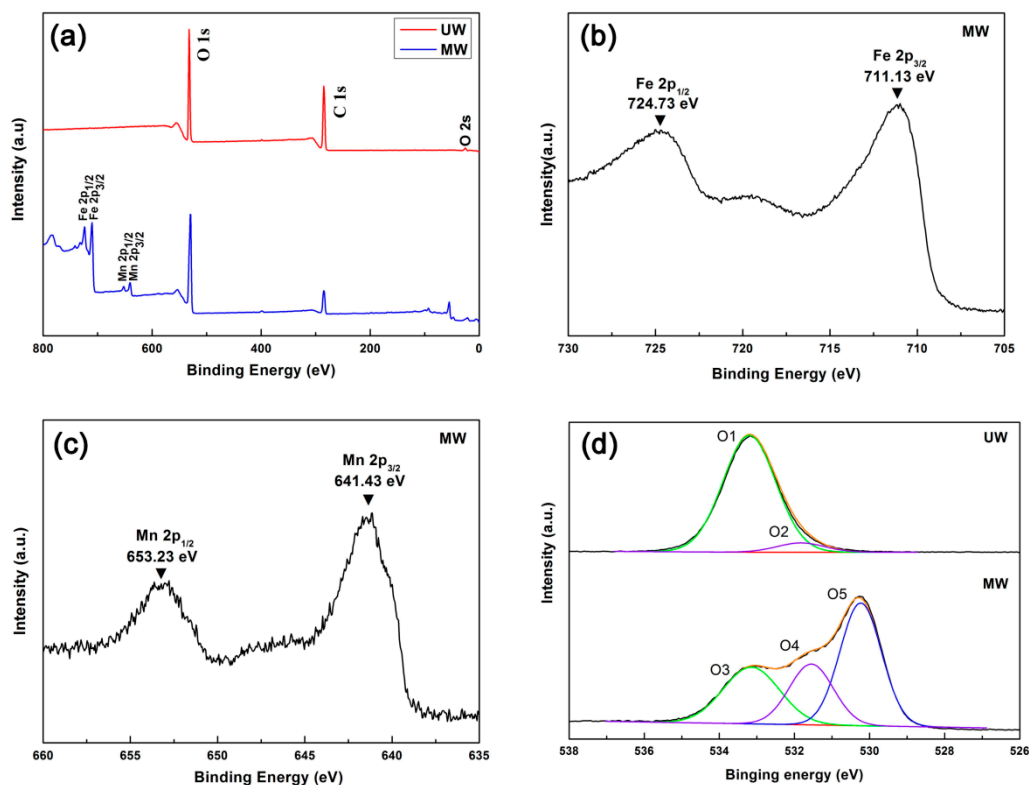 (a)
UW
MW
O 1s
C 1s
O 2s
Fe 2p1/2
Fe 2p3/2
Mn 2p1/2
Mn 2p3/2
Intensity (a.u)
800 600 400 200 0
Binding Energy (eV)
(b)
MW
Fe 2p3/2
711.13 eV
Fe 2p1/2
724.73 eV
Intensity(a.u.)
730 725 720 715 710 705
Binding Energy (eV)
(c)
MW
Mn 2p3/2
641.43 eV
Mn 2p1/2
653.23 eV
Intensity (a.u.)
660 655 650 645 640 635
Binding Energy (eV)
(d)
UW
O1
O2
MW
O5
O4
O3
Intensity (a.u.)
538 536 534 532 530 528 526
Binging energy (eV)